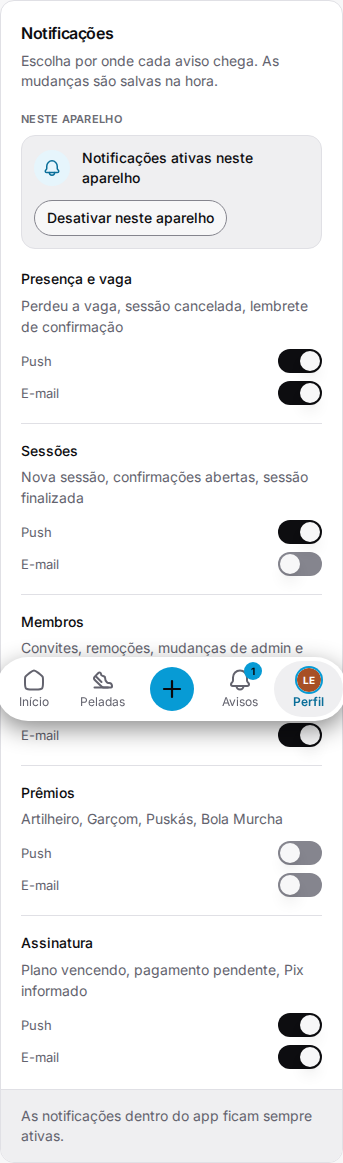 Notificações
Escolha por onde cada aviso chega. As
mudanças são salvas na hora.
NESTE APARELHO
Notificações ativas neste
aparelho
Desativar neste aparelho
Presença e vaga
Perdeu a vaga, sessão cancelada, lembrete
de confirmação
Push
E-mail
Sessões
Nova sessão, confirmações abertas, sessão
finalizada
Push
E-mail
Membros
Convites, remoções, mudanças de admin e
1
LE
Início
Peladas
Avisos
Perfil
E-mail
Prêmios
Artilheiro, Garçom, Puskás, Bola Murcha
Push
E-mail
Assinatura
Plano vencendo, pagamento pendente, Pix
informado
Push
E-mail
As notificações dentro do app ficam sempre
ativas.